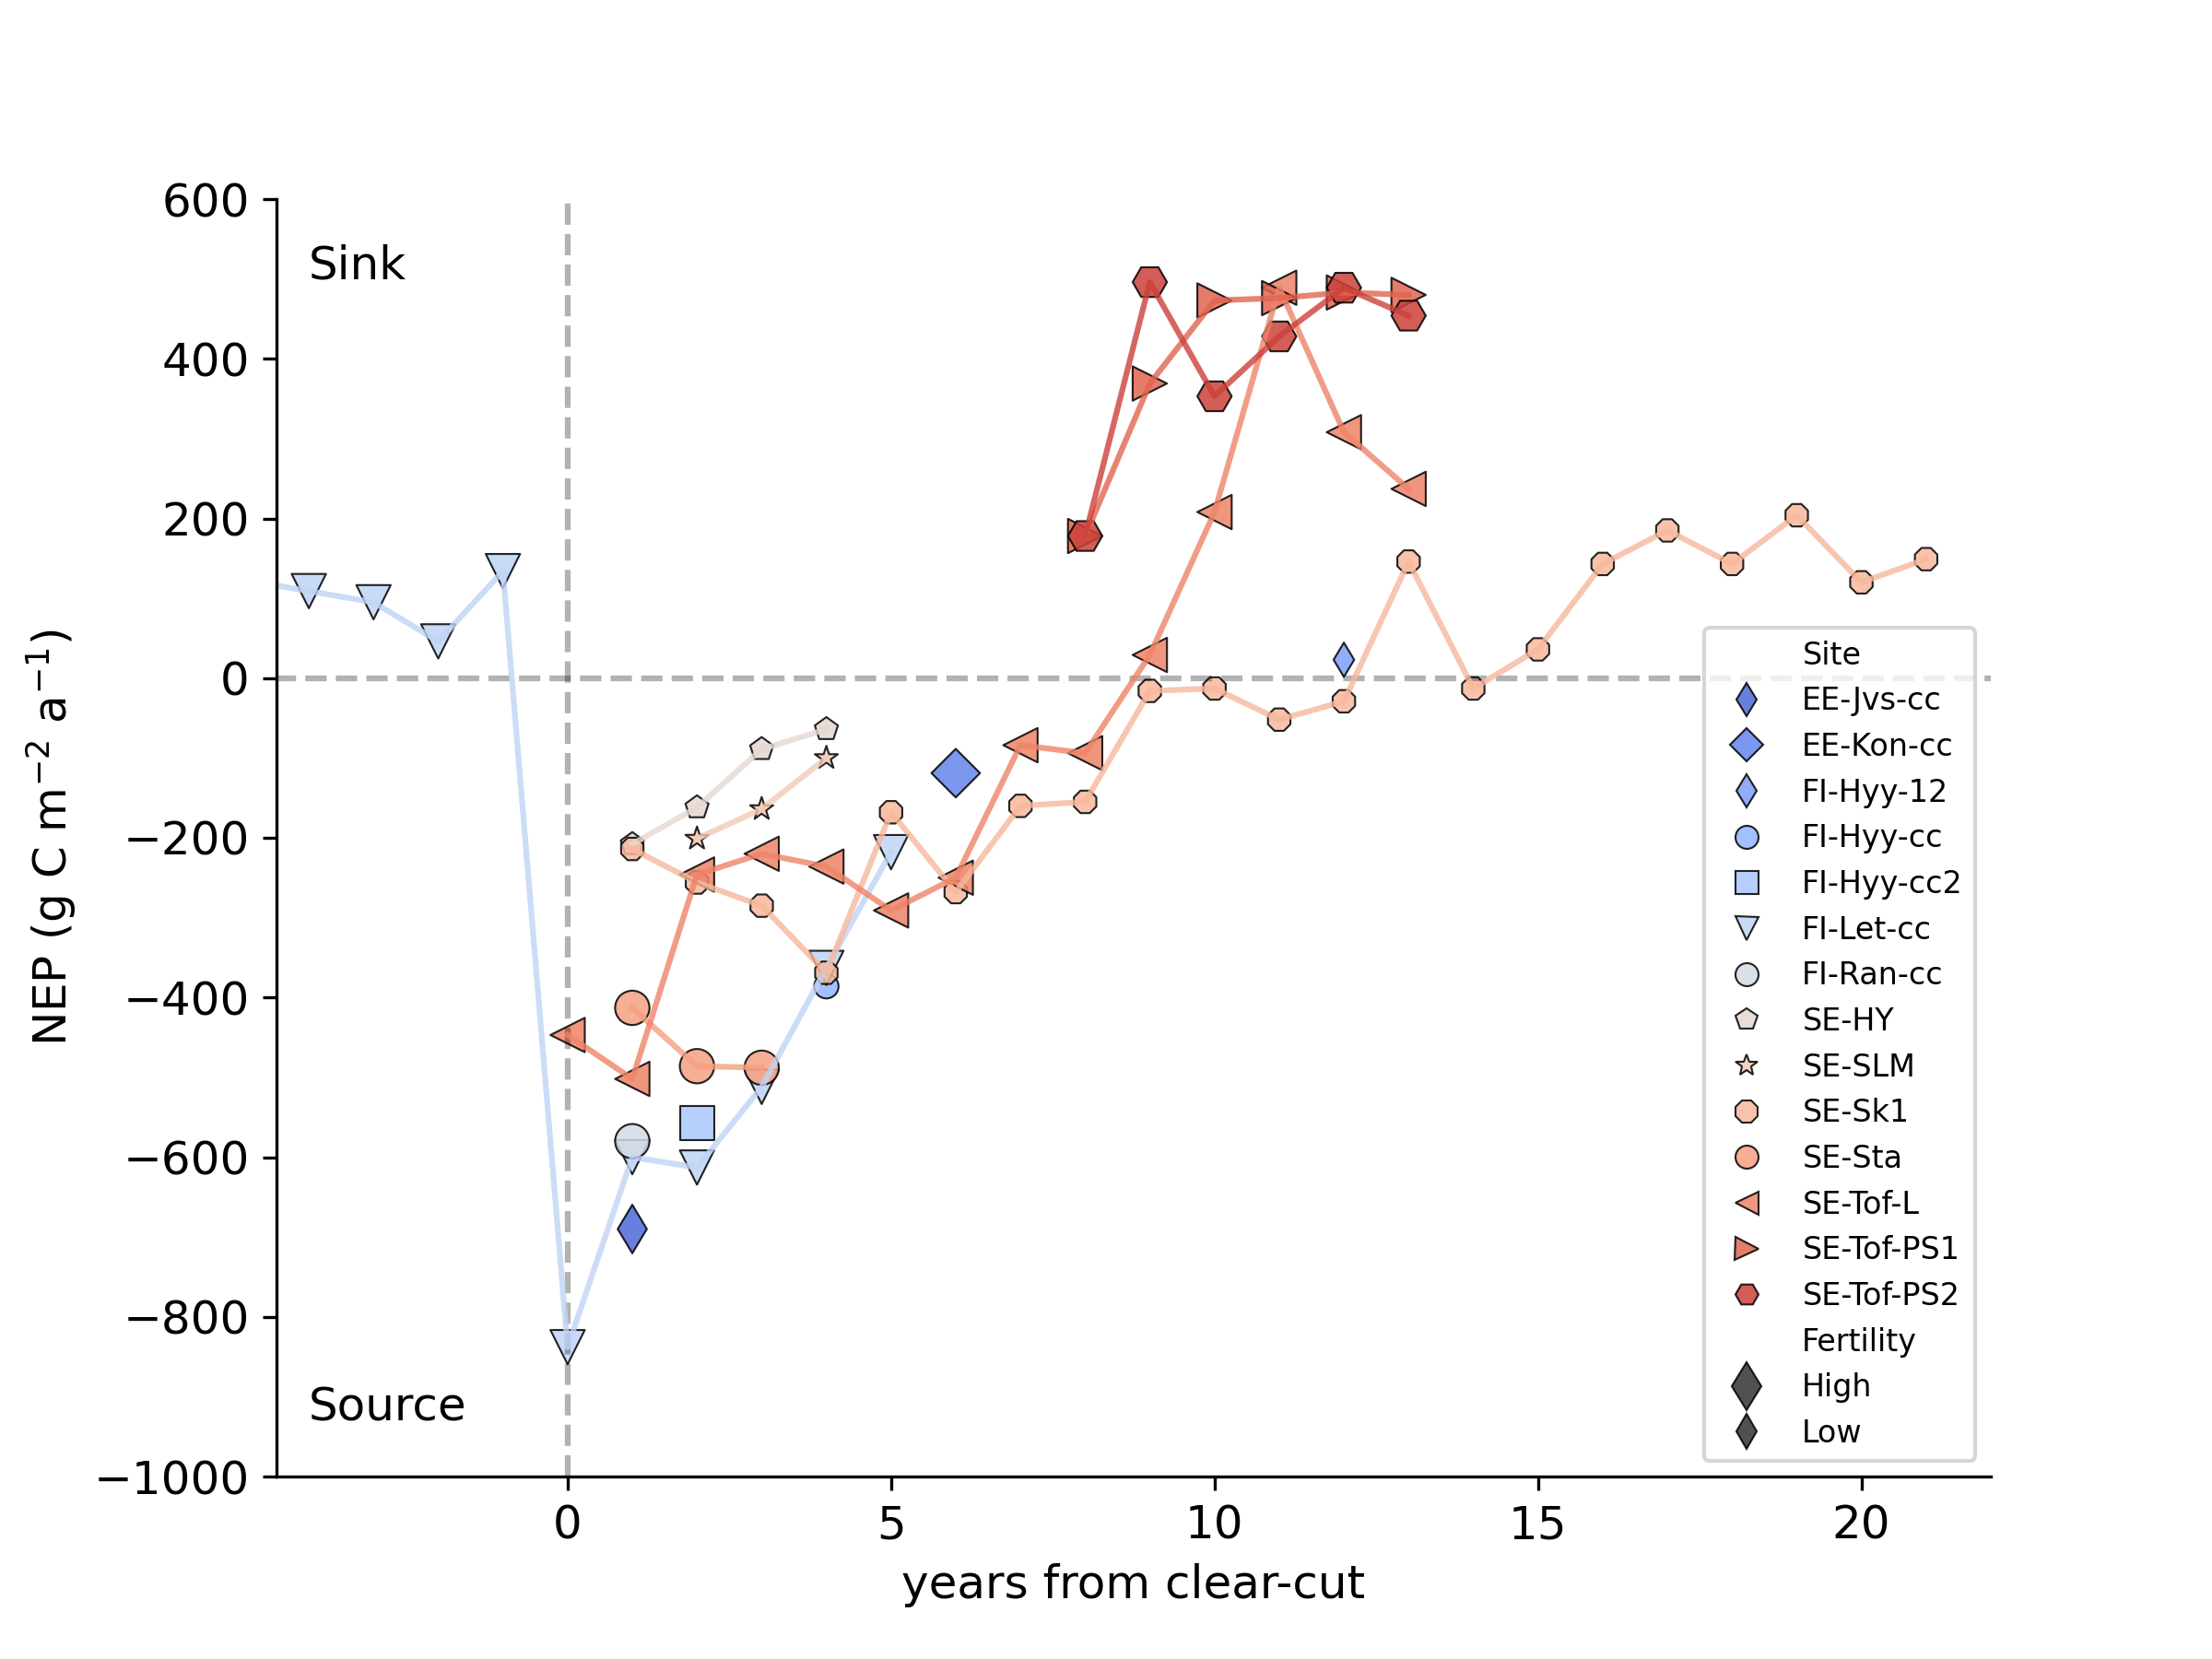 600
400
200
0
−200
−400
−600
−800
−1000
NEP (g C m⁻² a⁻¹)
Sink
Source
0 5 10 15 20
years from clear-cut
Site
EE-Jvs-cc
EE-Kon-cc
FI-Hyy-12
FI-Hyy-cc
FI-Hyy-cc2
FI-Let-cc
FI-Ran-cc
SE-HY
SE-SLM
SE-Sk1
SE-Sta
SE-Tof-L
SE-Tof-PS1
SE-Tof-PS2
Fertility
High
Low